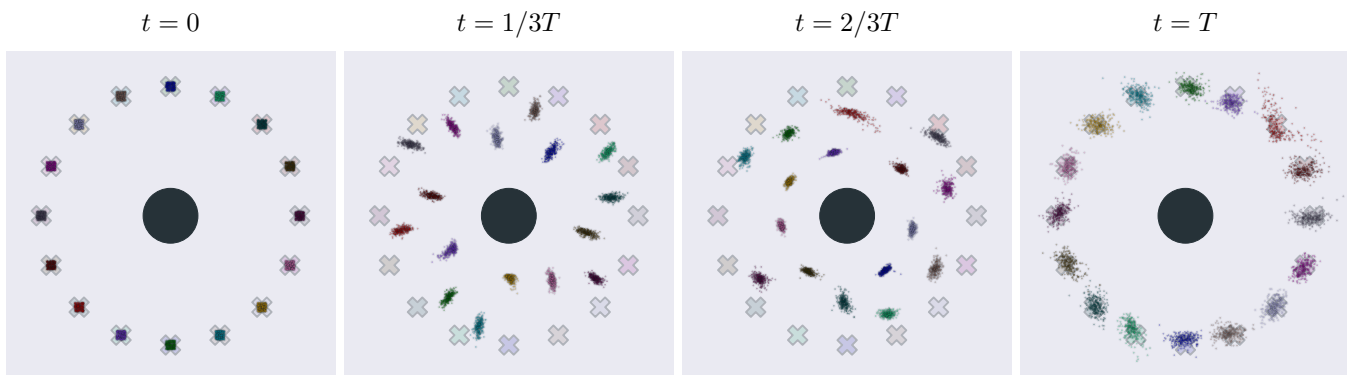 t = 0
t = 1/3T
t = 2/3T
t = T